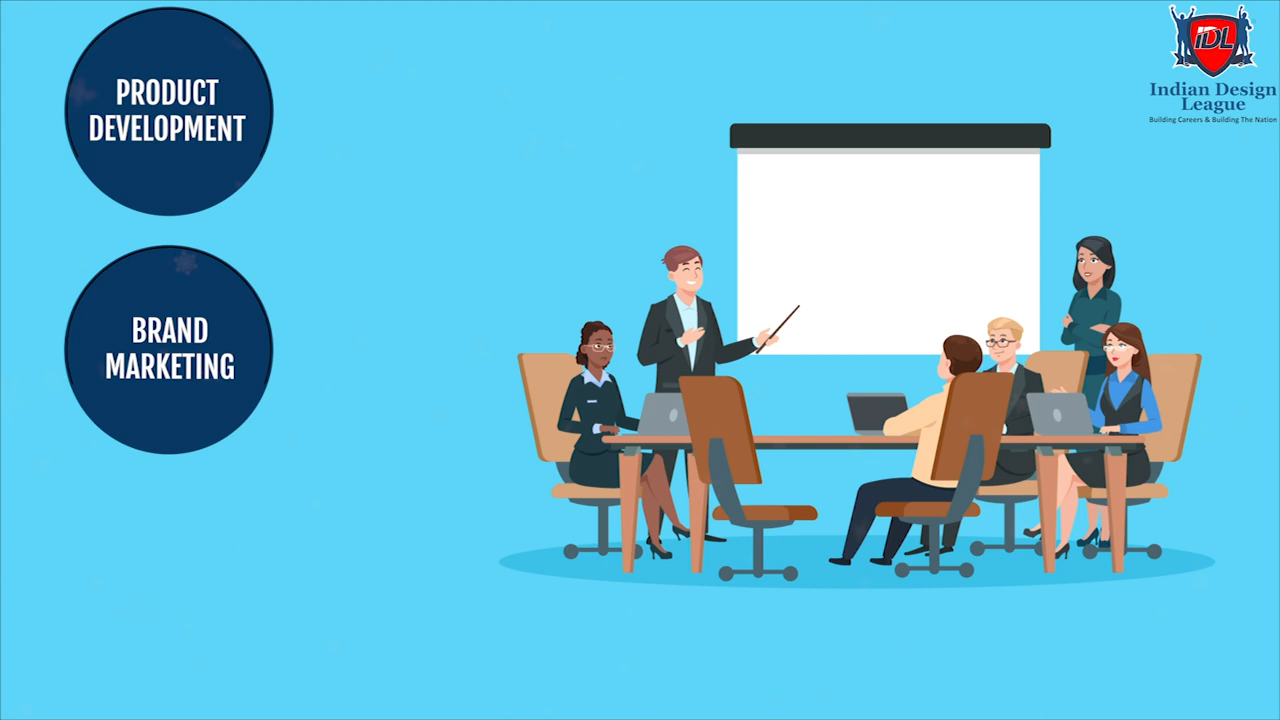 PRODUCT
DEVELOPMENT
BRAND
MARKETING
IDL
Indian Design
League
Building Careers & Building The Nation